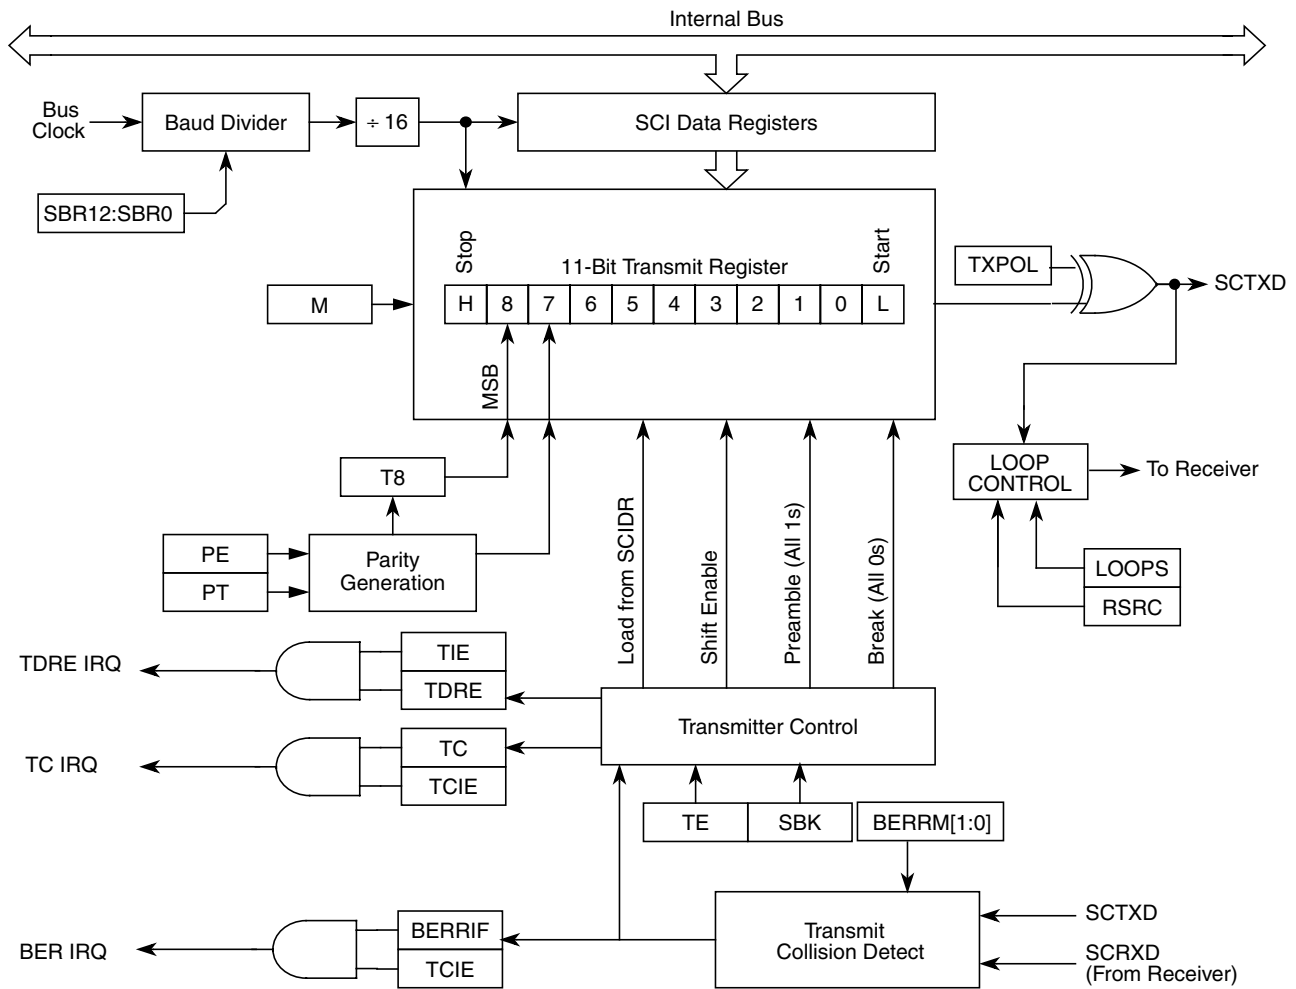 Internal Bus
Bus
Clock
Baud Divider
÷ 16
SCI Data Registers
SBR12:SBR0
Stop
11-Bit Transmit Register
Start
M
H 8 7 6 5 4 3 2 1 0 L
TXPOL
SCTXD
MSB
T8
LOOP
CONTROL
To Receiver
PE
PT
Parity
Generation
Load from SCIDR
Shift Enable
Preamble (All 1s)
Break (All 0s)
LOOPS
RSRC
TDRE IRQ
TIE
TDRE
Transmitter Control
TC IRQ
TC
TCIE
TE
SBK
BERRM[1:0]
BER IRQ
BERRIF
TCIE
Transmit
Collision Detect
SCTXD
SCRXD
(From Receiver)